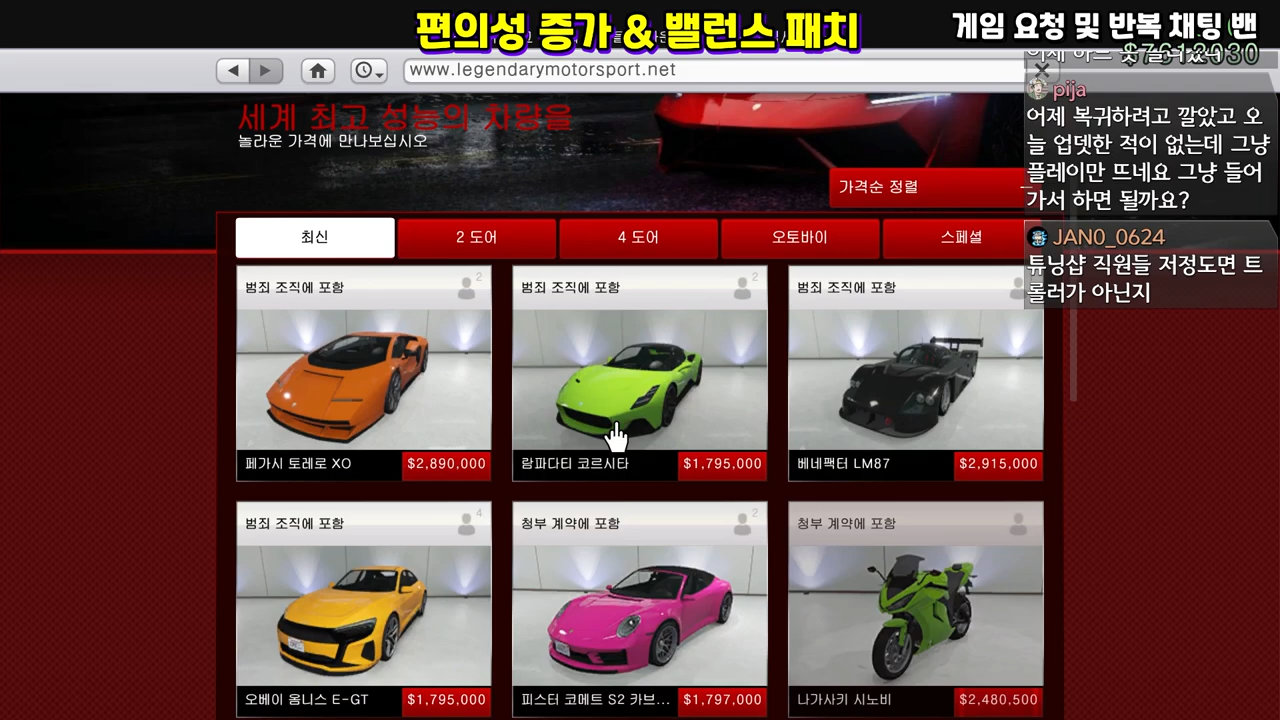 편의성 증가 & 밸런스 패치
게임 요청 및 반복 채팅 밴
$7613030
www.legendarymotorsport.net
pija
어제 복귀하려고 깔았고 오
늘 업뎃한 적이 없는데 그냥
플레이만 뜨네요 그냥 들어
가서 하면 될까요?
JAN0_0624
튜닝샵 직원들 저정도면 트
롤러가 아닌지
세계 최고 성능의 차량을
놀라운 가격에 만나보십시오
가격순 정렬
최신
2 도어
4 도어
오토바이
스페셜
범죄 조직에 포함
2
범죄 조직에 포함
2
범죄 조직에 포함
페가시 토레로 XO
$2,890,000
람파다티 코르시타
$1,795,000
베네팩터 LM87
$2,915,000
범죄 조직에 포함
4
청부 계약에 포함
2
청부 계약에 포함
오베이 옴니스 E-GT
$1,795,000
피스터 코메트 S2 카브...
$1,797,000
나가사키 시노비
$2,480,500